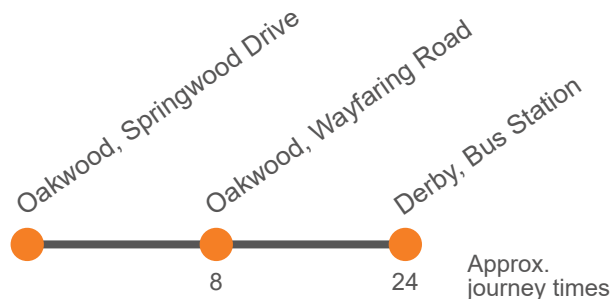 Oakwood, Springwood Drive
Oakwood, Wayfaring Road
Derby, Bus Station
8
24
Approx.
journey times